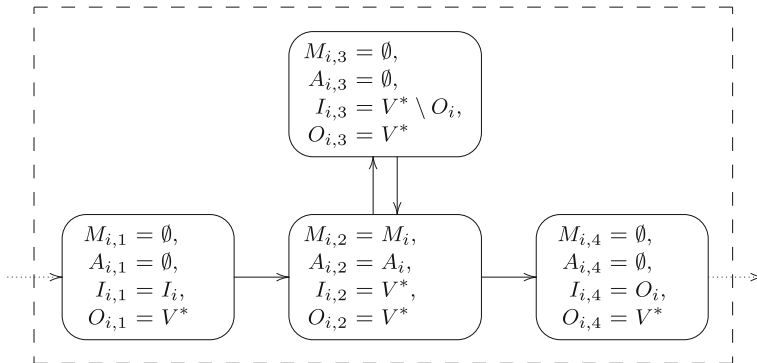 M_{i,3} = ∅,
A_{i,3} = ∅,
I_{i,3} = V* \ O_i,
O_{i,3} = V*
M_{i,1} = ∅,
A_{i,1} = ∅,
I_{i,1} = I_i,
O_{i,1} = V*
M_{i,2} = M_i,
A_{i,2} = A_i,
I_{i,2} = V*,
O_{i,2} = V*
M_{i,4} = ∅,
A_{i,4} = ∅,
I_{i,4} = O_i,
O_{i,4} = V*